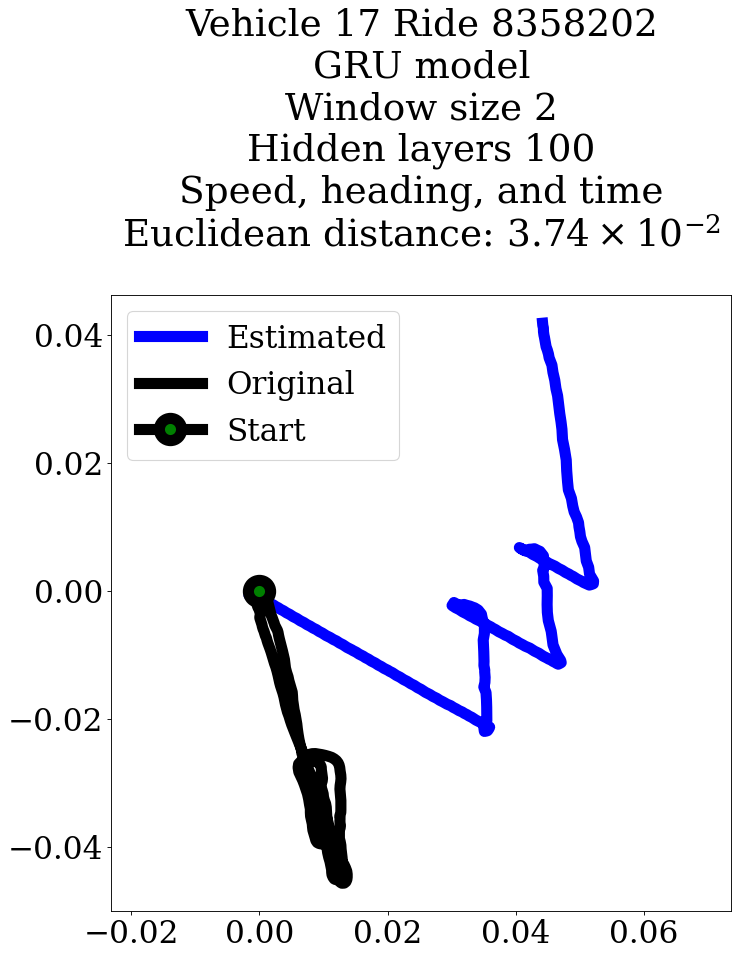 Vehicle 17 Ride 8358202
GRU model
Window size 2
Hidden layers 100
Speed, heading, and time
Euclidean distance: 3.74 × 10⁻²
Estimated
Original
Start
0.04
0.02
0.00
−0.02
−0.04
−0.02 0.00 0.02 0.04 0.06